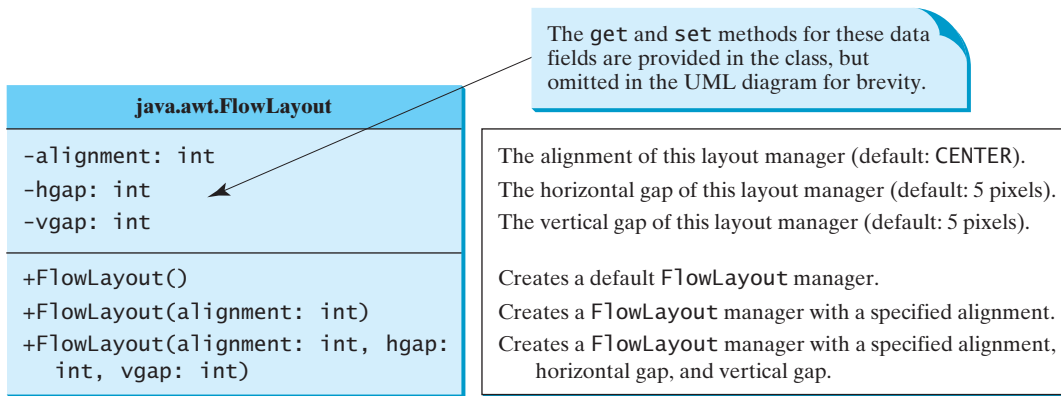 The get and set methods for these data
fields are provided in the class, but
omitted in the UML diagram for brevity.
java.awt.FlowLayout
-alignment: int
-hgap: int
-vgap: int
The alignment of this layout manager (default: CENTER).
The horizontal gap of this layout manager (default: 5 pixels).
The vertical gap of this layout manager (default: 5 pixels).
+FlowLayout()
+FlowLayout(alignment: int)
+FlowLayout(alignment: int, hgap:
int, vgap: int)
Creates a default FlowLayout manager.
Creates a FlowLayout manager with a specified alignment.
Creates a FlowLayout manager with a specified alignment,
horizontal gap, and vertical gap.